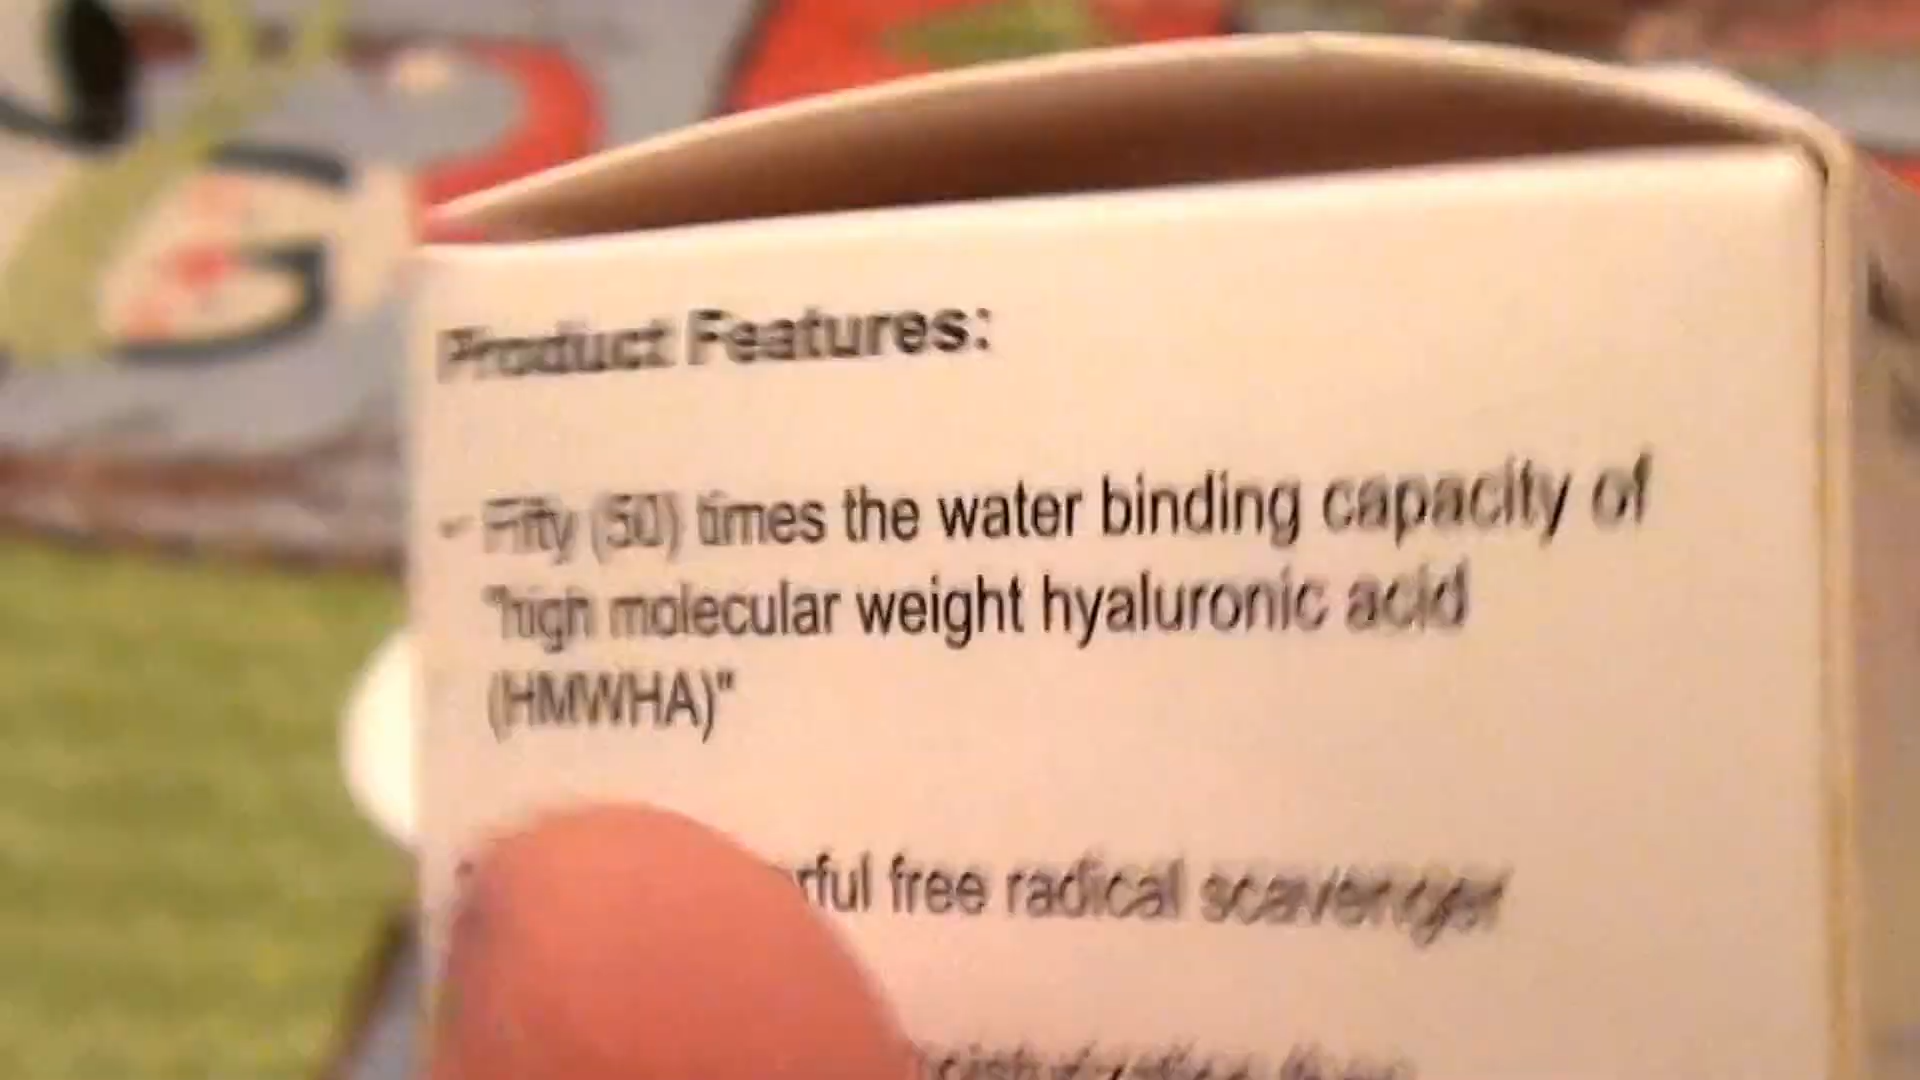 Product Features:
- Fifty (50) times the water binding capacity of
"high molecular weight hyaluronic acid
(HMWHA)"
free radical scavenger